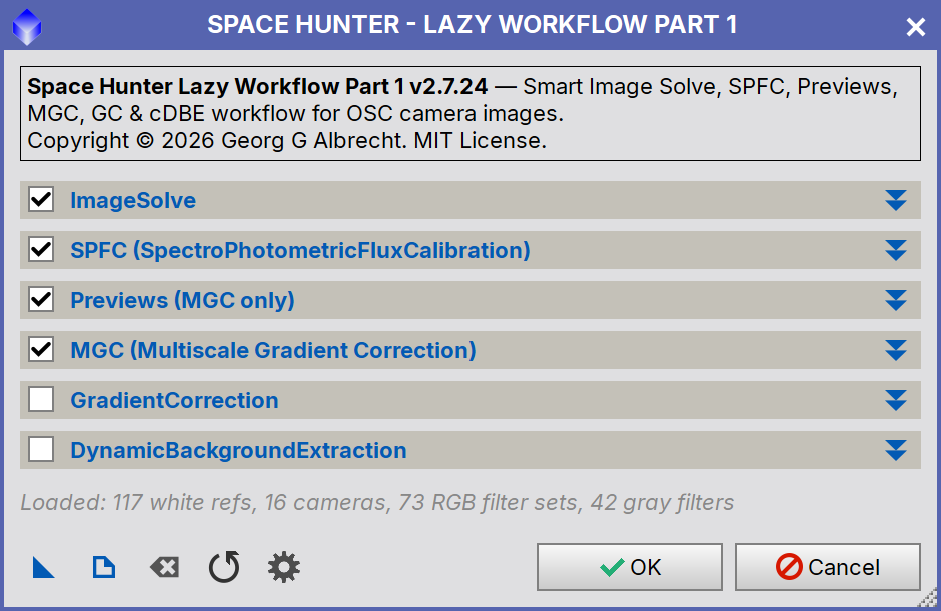 SPACE HUNTER - LAZY WORKFLOW PART 1
Space Hunter Lazy Workflow Part 1 v2.7.24 — Smart Image Solve, SPFC, Previews,
MGC, GC & cDBE workflow for OSC camera images.
Copyright © 2026 Georg G Albrecht. MIT License.
ImageSolve
SPFC (SpectroPhotometricFluxCalibration)
Previews (MGC only)
MGC (Multiscale Gradient Correction)
GradientCorrection
DynamicBackgroundExtraction
Loaded: 117 white refs, 16 cameras, 73 RGB filter sets, 42 gray filters
OK
Cancel